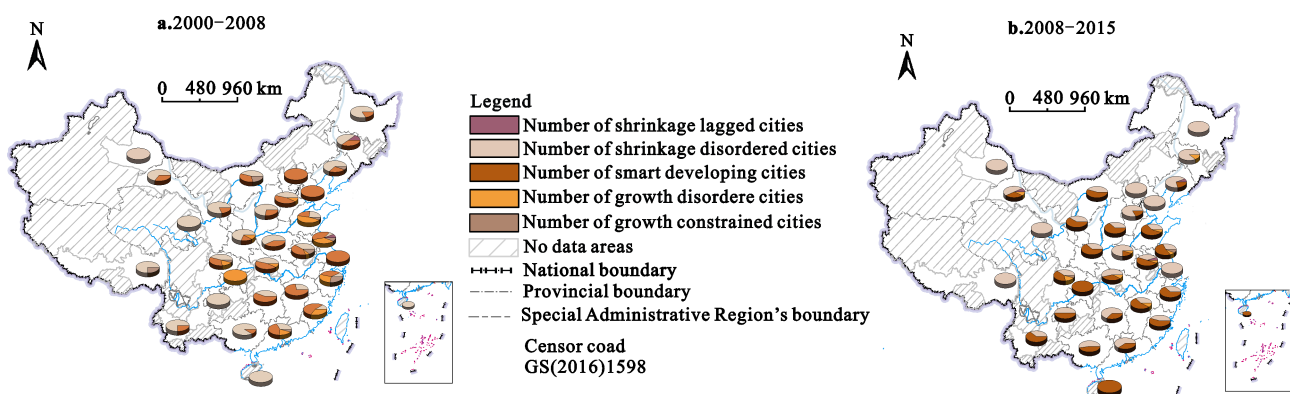 a.2000−2008
N
0 480 960 km
Legend
Number of shrinkage lagged cities
Number of shrinkage disordered cities
Number of smart developing cities
Number of growth disordere cities
Number of growth constrained cities
No data areas
National boundary
Provincial boundary
Special Administrative Region's boundary
Censor coad
GS(2016)1598
b.2008−2015
N
0 480 960 km